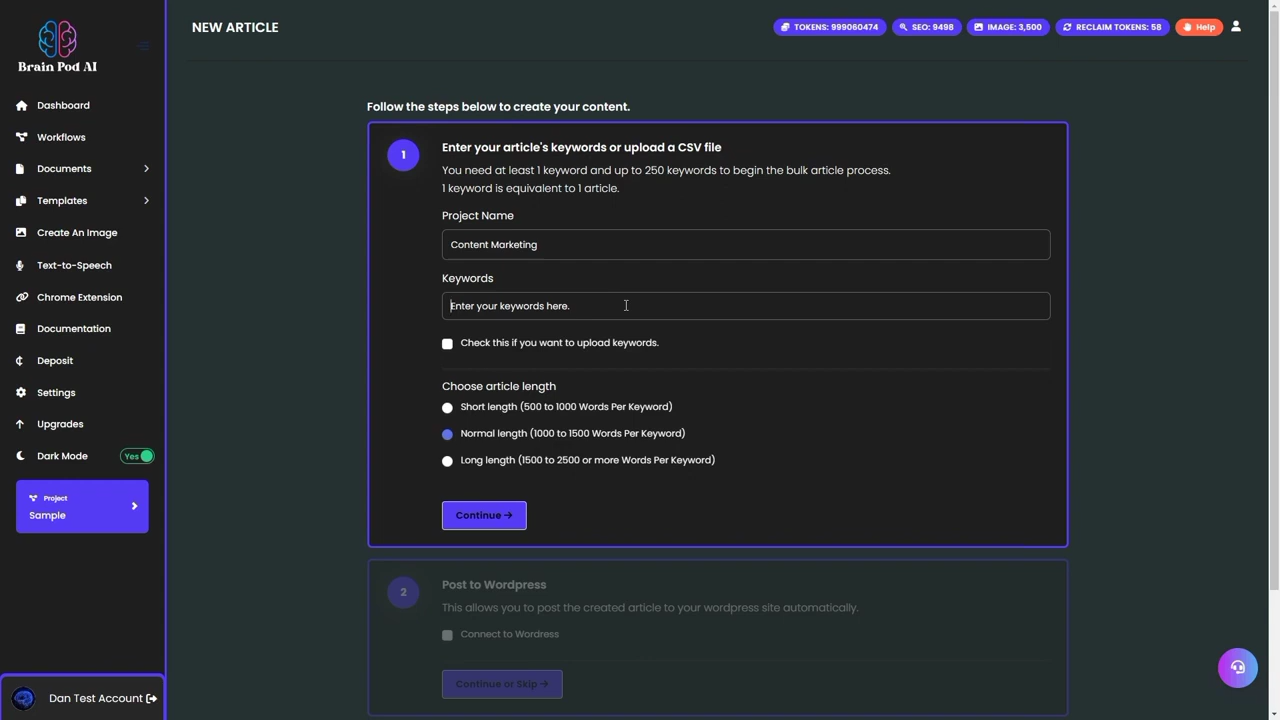 Brain Pod AI
Dashboard
Workflows
Documents
Templates
Create An Image
Text-to-Speech
Chrome Extension
Documentation
Deposit
Settings
Upgrades
Dark Mode Yes
Project
Sample
Dan Test Account
NEW ARTICLE
TOKENS: 999060474
SEO: 9498
IMAGE: 3,500
RECLAIM TOKENS: 58
Help
Follow the steps below to create your content.
1
Enter your article's keywords or upload a CSV file
You need at least 1 keyword and up to 250 keywords to begin the bulk article process.
1 keyword is equivalent to 1 article.
Project Name
Content Marketing
Keywords
Enter your keywords here.
Check this if you want to upload keywords.
Choose article length
Short length (500 to 1000 Words Per Keyword)
Normal length (1000 to 1500 Words Per Keyword)
Long length (1500 to 2500 or more Words Per Keyword)
Continue
2
Post to Wordpress
This allows you to post the created article to your wordpress site automatically.
Connect to Wordress
Continue or Skip